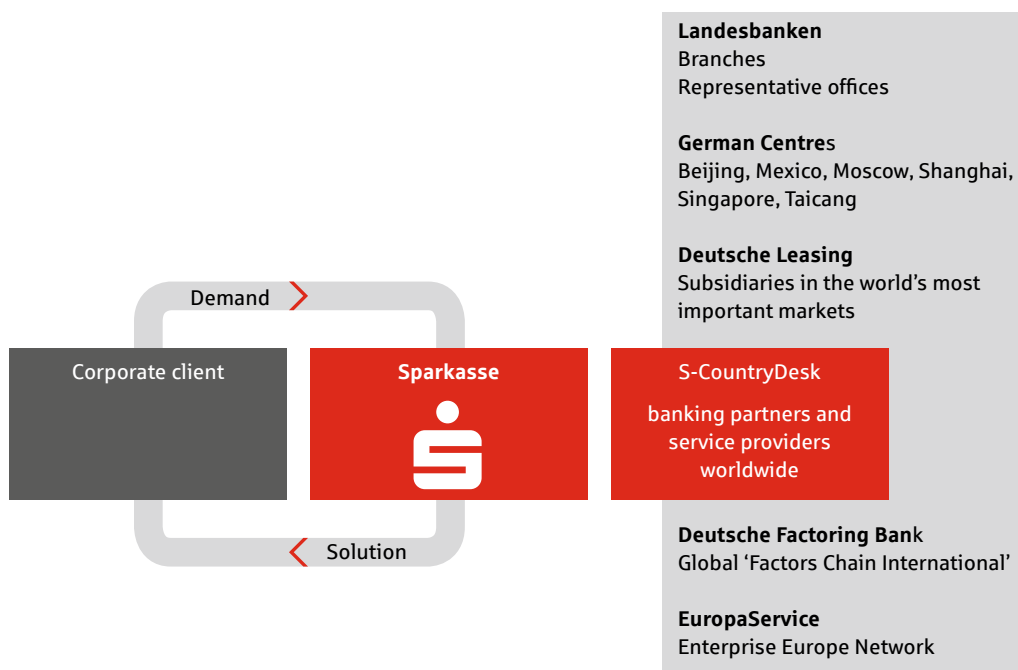 Landesbanken
Branches
Representative offices
German Centres
Beijing, Mexico, Moscow, Shanghai,
Singapore, Taicang
Deutsche Leasing
Subsidiaries in the world’s most
important markets
Demand
Corporate client
Sparkasse
S-CountryDesk
banking partners and
service providers
worldwide
Solution
Deutsche Factoring Bank
Global ‘Factors Chain International’
EuropaService
Enterprise Europe Network